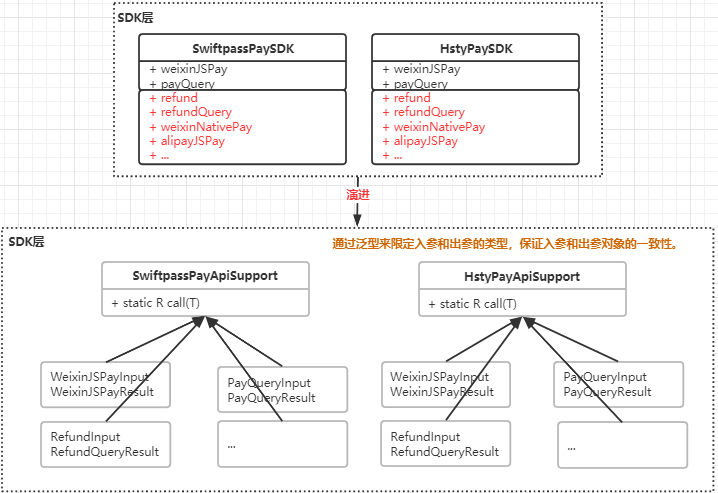 SDK层
SwiftpassPaySDK
+ weixinJSPay
+ payQuery
+ refund
+ refundQuery
+ weixinNativePay
+ alipayJSPay
+ ...
HstyPaySDK
+ weixinJSPay
+ payQuery
+ refund
+ refundQuery
+ weixinNativePay
+ alipayJSPay
+ ...
演进
SDK层
通过泛型来限定入参和出参的类型，保证入参和出参对象的一致性。
SwiftpassPayApiSupport
+ static R call(T)
HstyPayApiSupport
+ static R call(T)
WeixinJSPayInput
WeixinJSPayResult
PayQueryInput
PayQueryResult
WeixinJSPayInput
WeixinJSPayResult
PayQueryInput
PayQueryResult
RefundInput
RefundQueryResult
...
RefundInput
RefundQueryResult
...